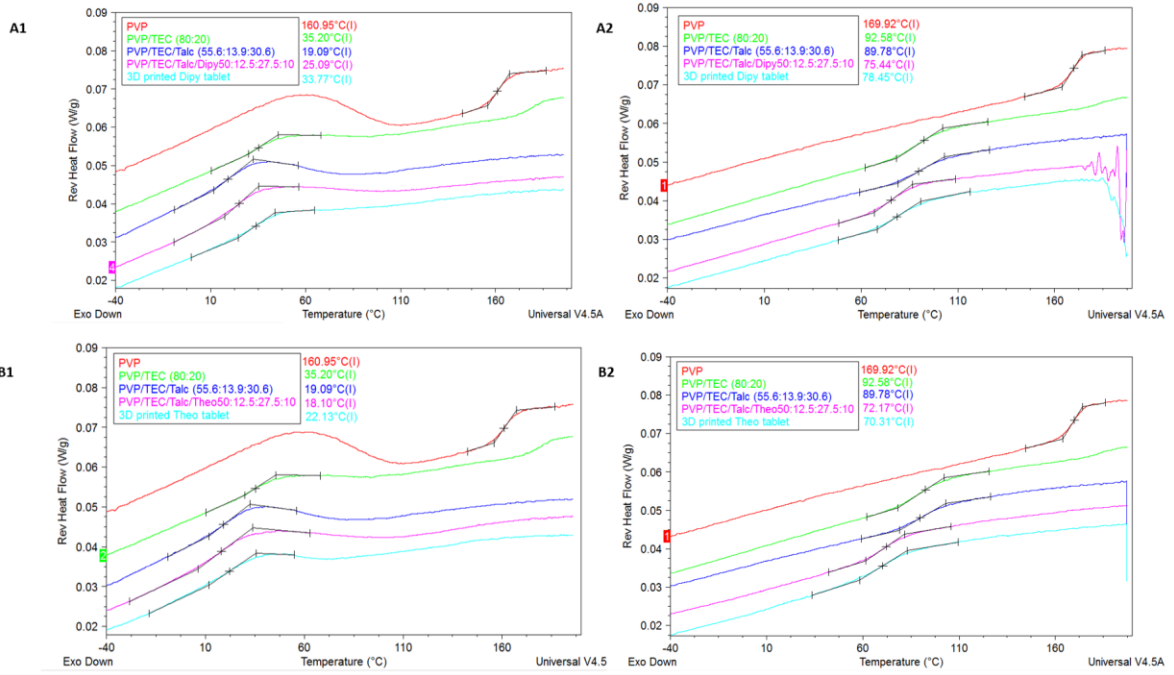 A1
0.09
0.08
0.07
0.06
0.05
0.04
0.03
0.02
Rev Heat Flow (W/g)
PVP 160.95°C(I)
PVP/TEC (80:20) 35.20°C(I)
PVP/TEC/Talc (55.6:13.9:30.6) 19.09°C(I)
PVP/TEC/Talc/Dipy50:12.5:27.5:10 25.09°C(I)
3D printed Dipy tablet 33.77°C(I)
4
-40 10 60 110 160
Exo Down Temperature (°C) Universal V4.5A
A2
0.09
0.08
0.07
0.06
0.05
0.04
0.03
0.02
Rev Heat Flow (W/g)
PVP 169.92°C(I)
PVP/TEC (80:20) 92.58°C(I)
PVP/TEC/Talc (55.6:13.9:30.6) 89.78°C(I)
PVP/TEC/Talc/Dipy50:12.5:27.5:10 75.44°C(I)
3D printed Dipy tablet 78.45°C(I)
1
-40 10 60 110 160
Exo Down Temperature (°C) Universal V4.5A
B1
0.09
0.08
0.07
0.06
0.05
0.04
0.03
0.02
Rev Heat Flow (W/g)
PVP 160.95°C(I)
PVP/TEC (80:20) 35.20°C(I)
PVP/TEC/Talc (55.6:13.9:30.6) 19.09°C(I)
PVP/TEC/Talc/Theo50:12.5:27.5:10 18.10°C(I)
3D printed Theo tablet 22.13°C(I)
2
-40 10 60 110 160
Exo Down Temperature (°C) Universal V4.5
B2
0.09
0.08
0.07
0.06
0.05
0.04
0.03
0.02
Rev Heat Flow (W/g)
PVP 169.92°C(I)
PVP/TEC (80:20) 92.58°C(I)
PVP/TEC/Talc (55.6:13.9:30.6) 89.78°C(I)
PVP/TEC/Talc/Theo50:12.5:27.5:10 72.17°C(I)
3D printed Theo tablet 70.31°C(I)
1
-40 10 60 110 160
Exo Down Temperature (°C) Universal V4.5A